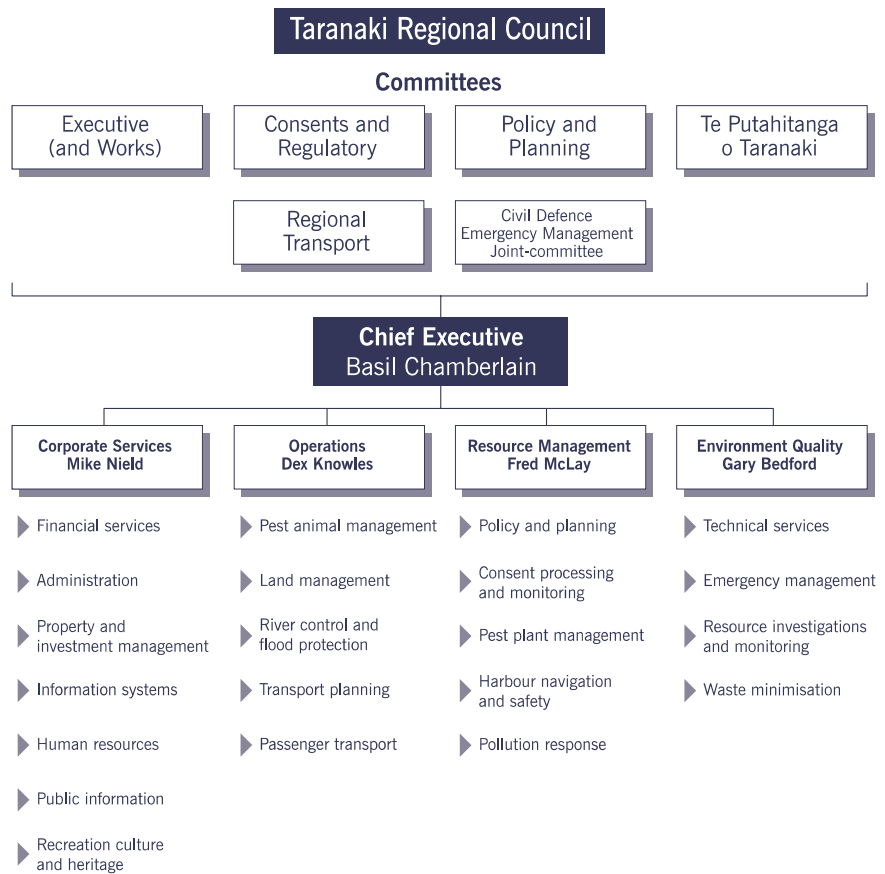 Taranaki Regional Council
Committees
Executive
(and Works)
Consents and
Regulatory
Policy and
Planning
Te Putahitanga
o Taranaki
Regional
Transport
Civil Defence
Emergency Management
Joint-committee
Chief Executive
Basil Chamberlain
Corporate Services
Mike Nield
Financial services
Administration
Property and
investment management
Information systems
Human resources
Public information
Recreation culture
and heritage
Operations
Dex Knowles
Pest animal management
Land management
River control and
flood protection
Transport planning
Passenger transport
Resource Management
Fred McLay
Policy and planning
Consent processing
and monitoring
Pest plant management
Harbour navigation
and safety
Pollution response
Environment Quality
Gary Bedford
Technical services
Emergency management
Resource investigations
and monitoring
Waste minimisation